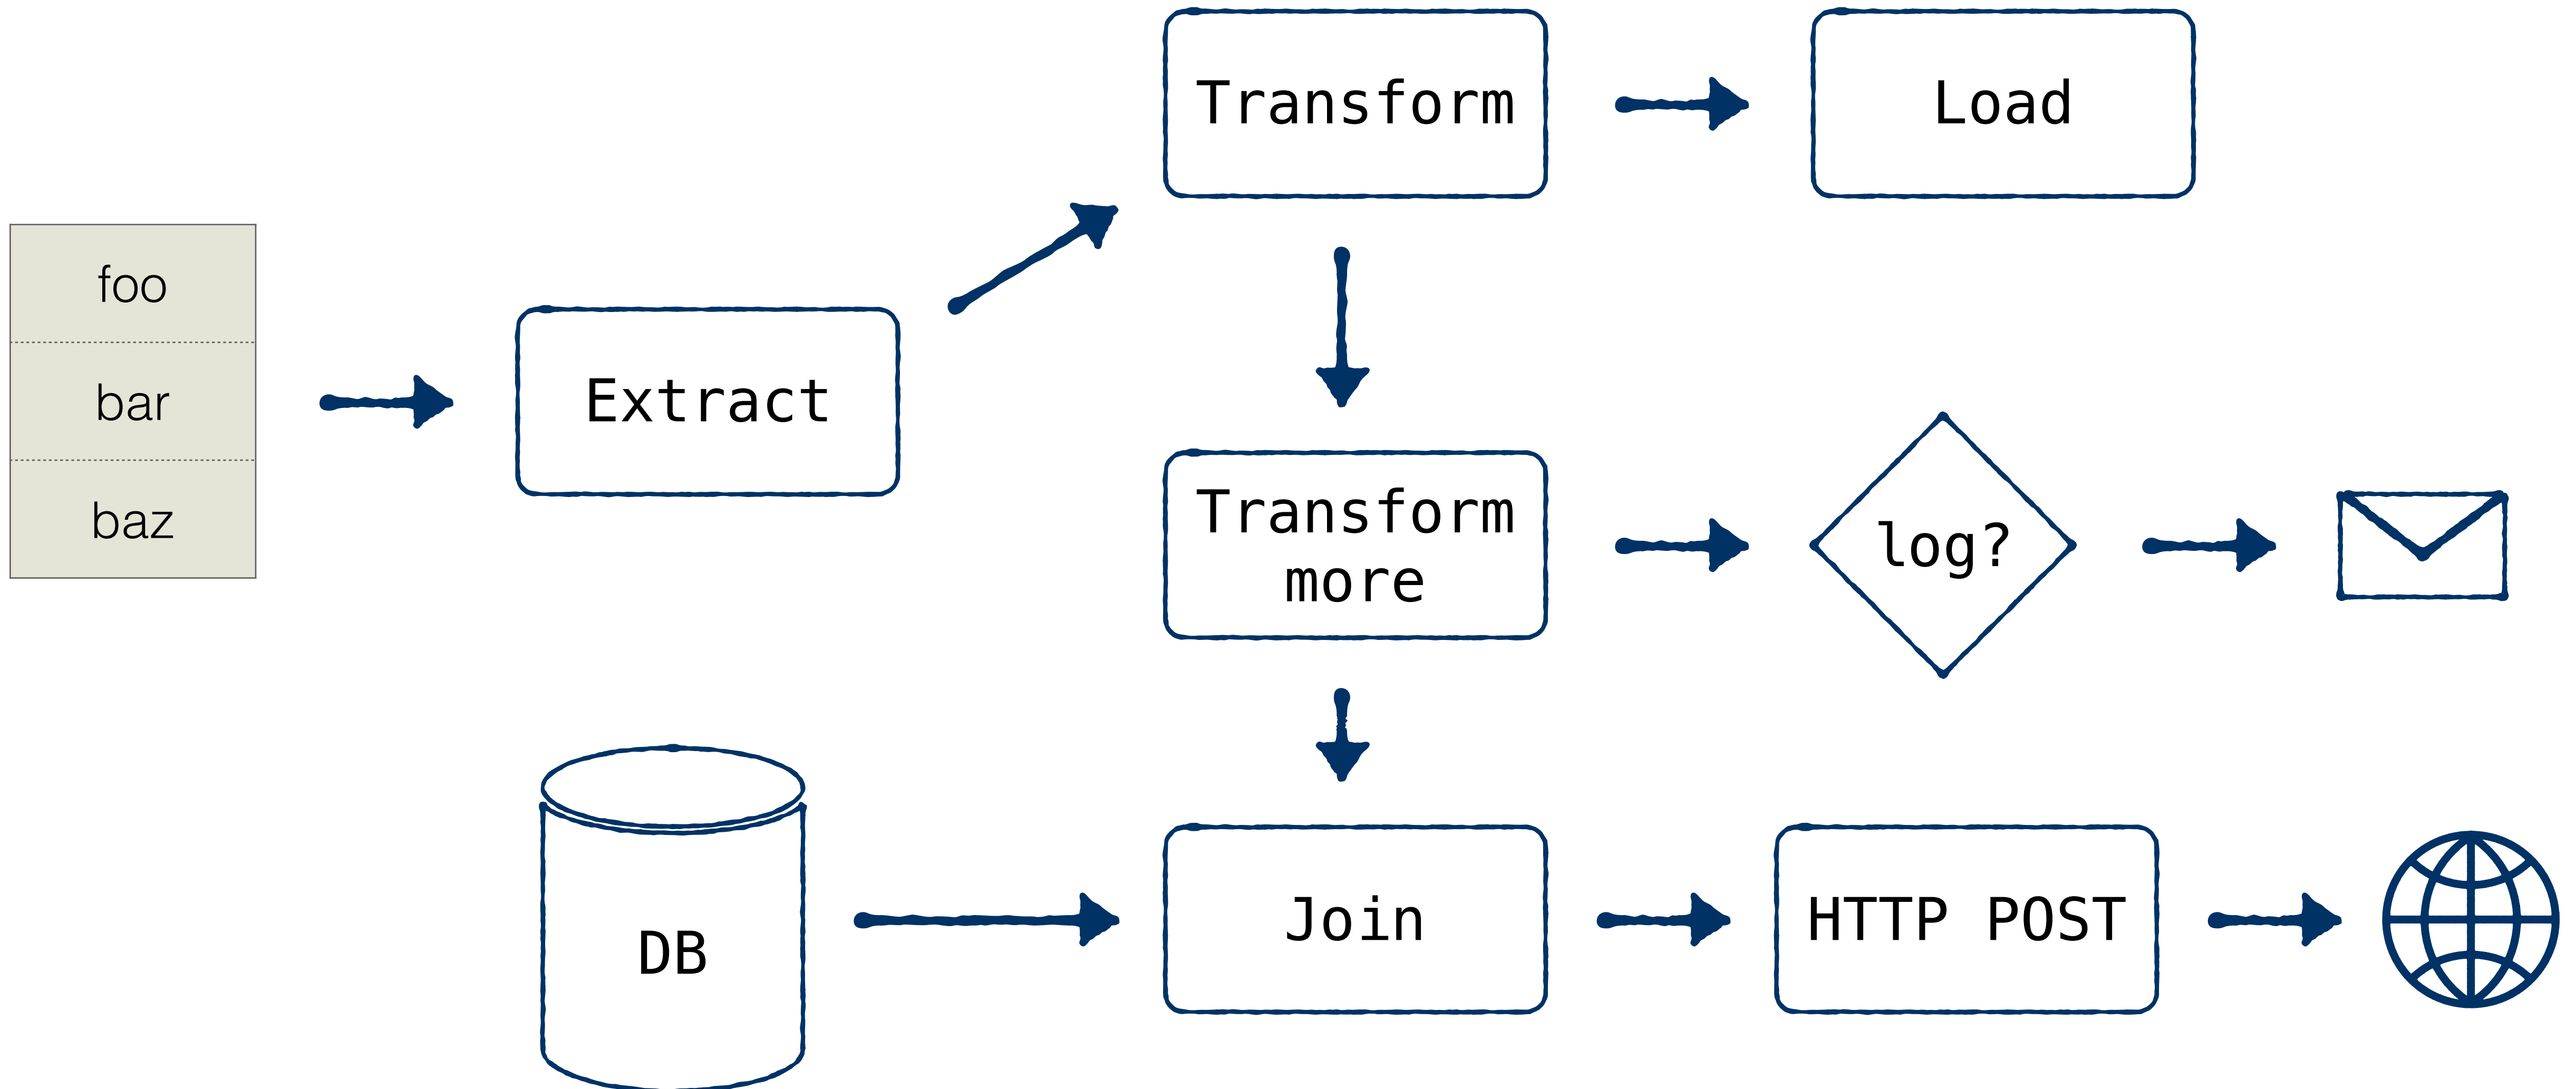 foo
bar
baz
Extract
Transform
Load
Transform
more
log?
DB
Join
HTTP POST